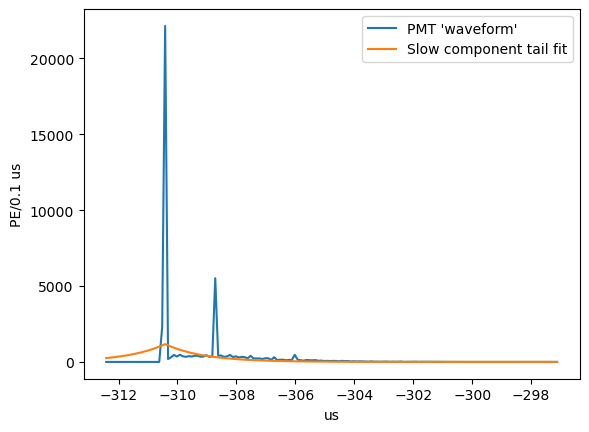 PMT 'waveform'
Slow component tail fit
PE/0.1 us
20000
15000
10000
5000
0
−312 −310 −308 −306 −304 −302 −300 −298
us